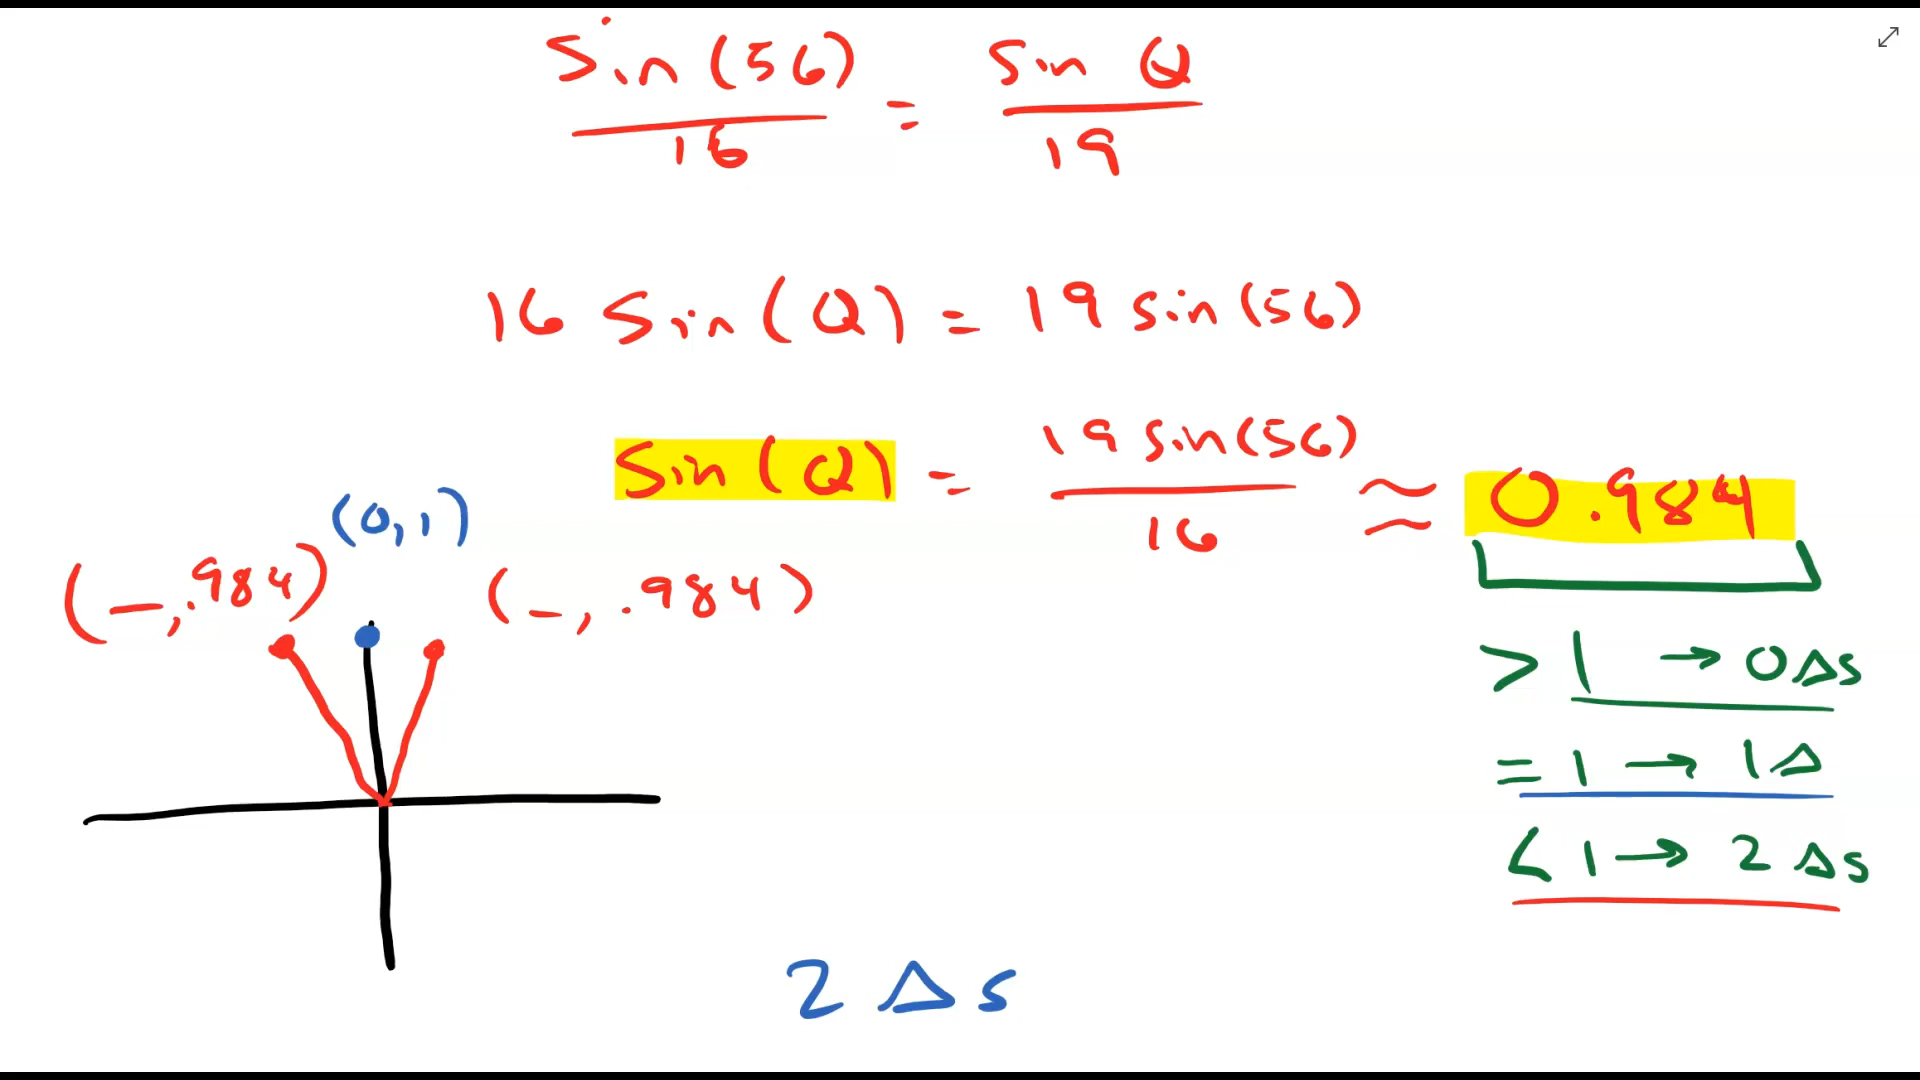 Sin (56) / 16 = Sin Q / 19
16 Sin (Q) = 19 sin(56)
Sin (Q) = 19 sin(56) / 16 ≈ 0.984
(0,1)
(—, .984) (—, .984)
> 1 → 0 Δs
= 1 → 1 Δ
< 1 → 2 Δs
2 Δs